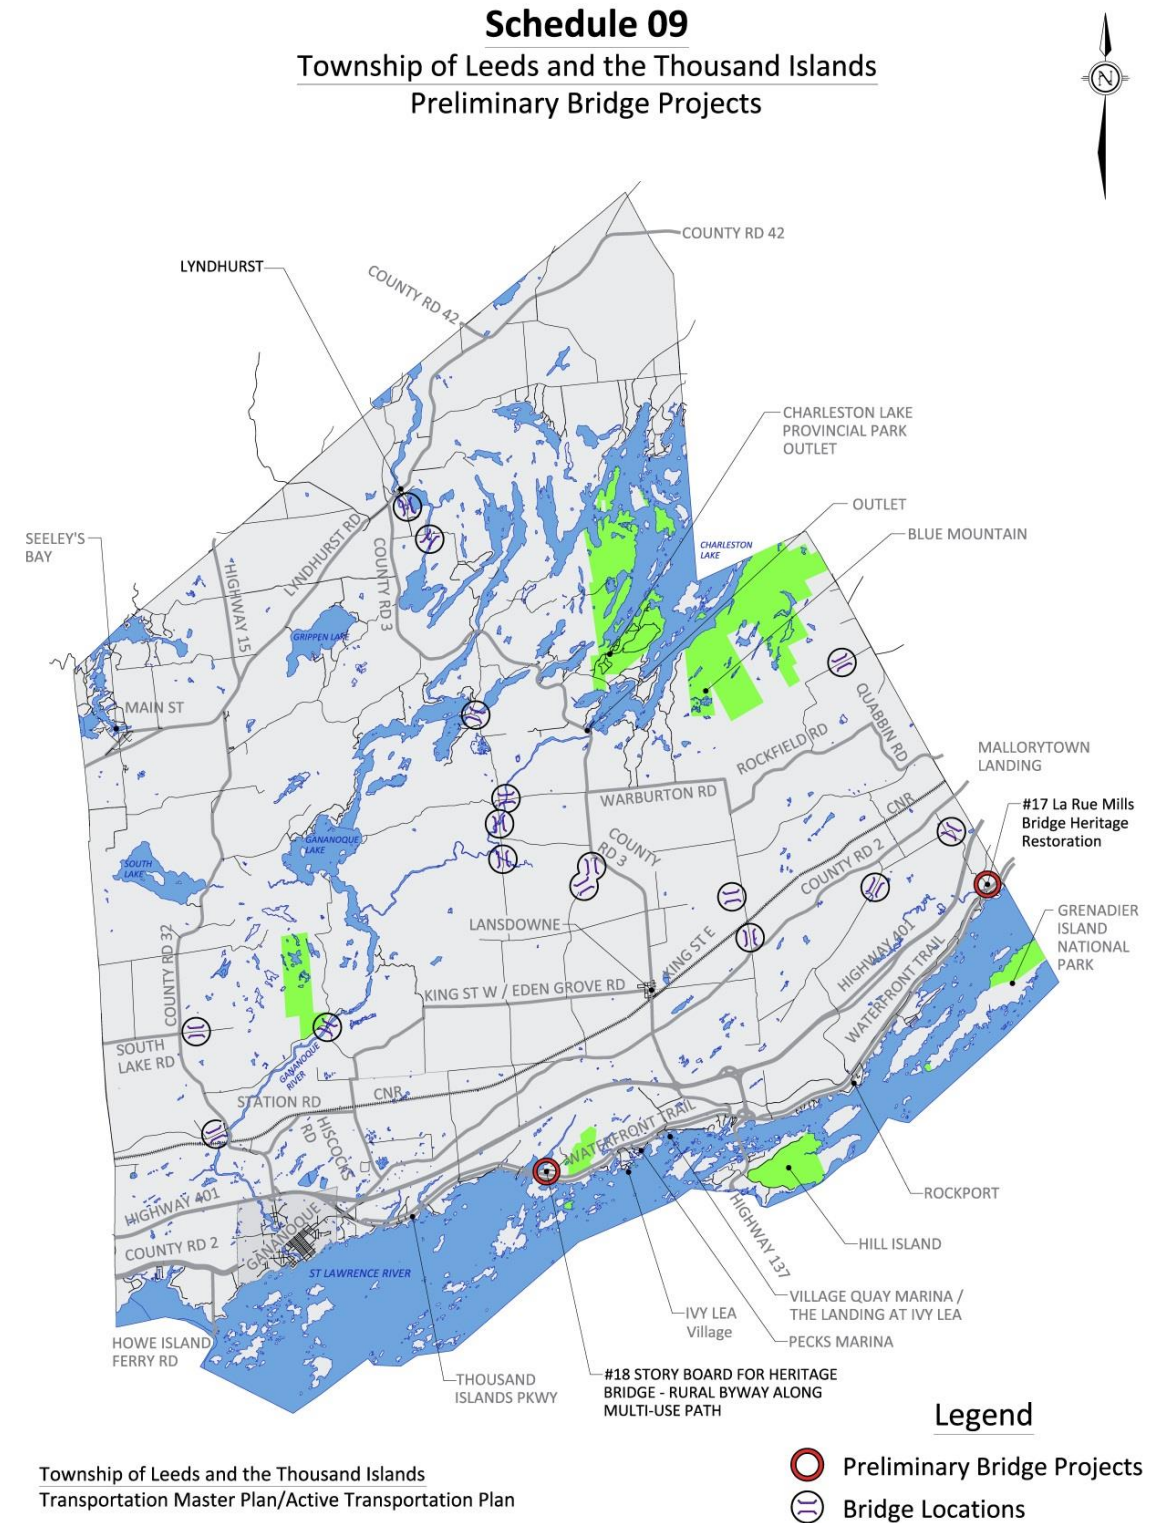 Schedule 09
Township of Leeds and the Thousand Islands
Preliminary Bridge Projects
N
COUNTY RD 42
LYNDHURST
COUNTY RD 42
CHARLESTON LAKE
PROVINCIAL PARK
OUTLET
OUTLET
SEELEY'S
BAY
BLUE MOUNTAIN
CHARLESTON
LAKE
LYNDHURST RD
COUNTY RD 3
HIGHWAY 15
GRIPPEN LAKE
MAIN ST
QUABBIN RD
ROCKFIELD RD
MALLORYTOWN
LANDING
WARBURTON RD
CNR
#17 La Rue Mills
Bridge Heritage
Restoration
COUNTY
RD 3
GANANOQUE
LAKE
COUNTY RD 2
SOUTH
LAKE
LANSDOWNE
GRENADIER
ISLAND
NATIONAL
PARK
COUNTY RD 32
KING ST E
HIGHWAY 401
WATERFRONT TRAIL
KING ST W / EDEN GROVE RD
SOUTH
LAKE RD
GANANOQUE
RIVER
STATION RD
CNR
HISCOCKS
RD
WATERFRONT TRAIL
ROCKPORT
HIGHWAY 401
GANANOQUE
HIGHWAY 137
COUNTY RD 2
HILL ISLAND
ST LAWRENCE RIVER
VILLAGE QUAY MARINA /
THE LANDING AT IVY LEA
IVY LEA
Village
PECKS MARINA
HOWE ISLAND
FERRY RD
THOUSAND
ISLANDS PKWY
#18 STORY BOARD FOR HERITAGE
BRIDGE - RURAL BYWAY ALONG
MULTI-USE PATH
Legend
Preliminary Bridge Projects
Bridge Locations
Township of Leeds and the Thousand Islands
Transportation Master Plan/Active Transportation Plan